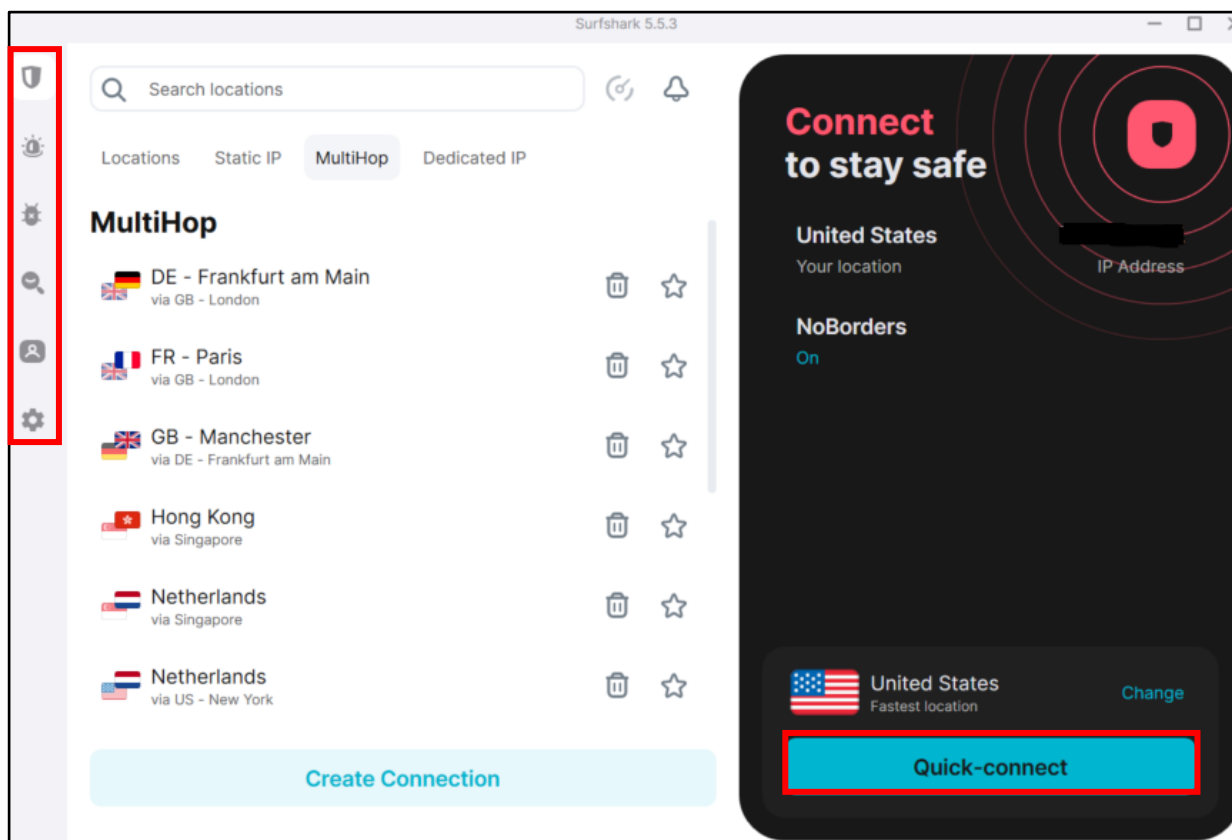 Surfshark 5.5.3
Search locations
Locations Static IP MultiHop Dedicated IP
MultiHop
DE - Frankfurt am Main
via GB - London
FR - Paris
via GB - London
GB - Manchester
via DE - Frankfurt am Main
Hong Kong
via Singapore
Netherlands
via Singapore
Netherlands
via US - New York
Create Connection
Connect
to stay safe
United States
Your location IP Address
NoBorders
On
United States
Fastest location
Change
Quick-connect